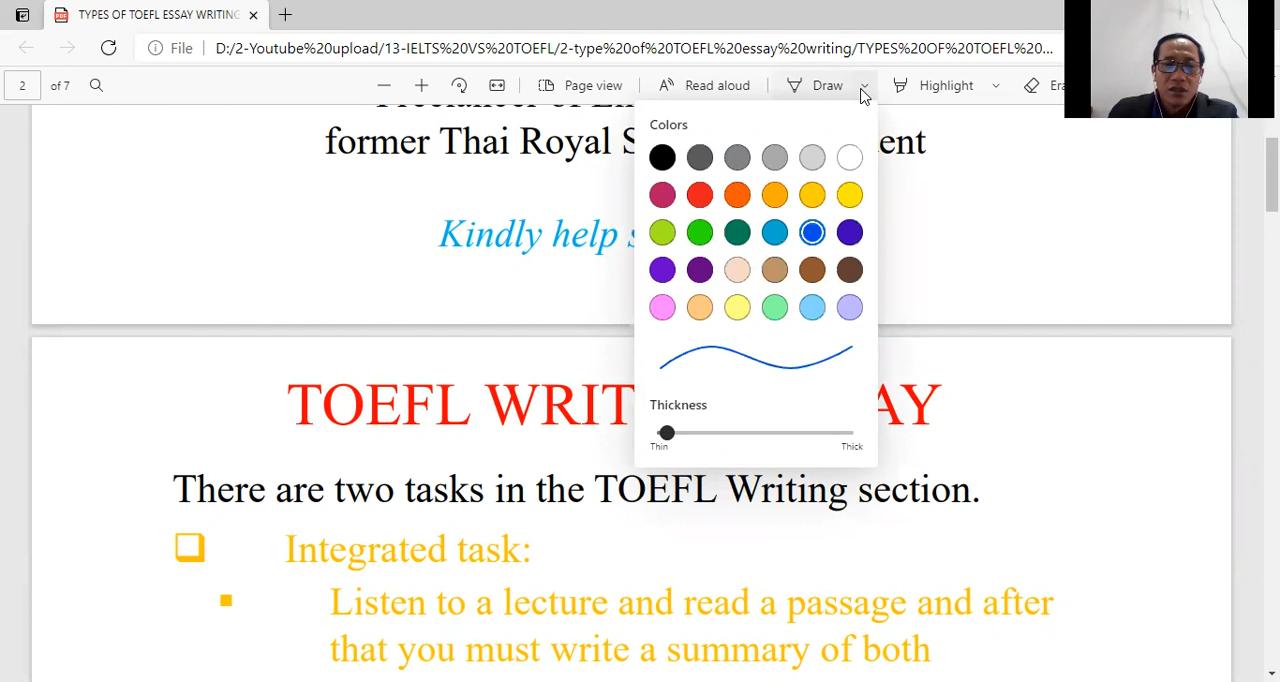 TYPES OF TOEFL ESSAY WRITING
File D:/2-Youtube%20upload/13-IELTS%20V3%20TOEFL/2-type%20of%20TOEFL%20essay%20writing/TYPES%20OF%20TOEFL%20...
2 of 7 Page view Read aloud Draw Highlight Era
former Thai Royal S ent
Kindly help s
Colors
Thickness
Thin Thick
TOEFL WRIT AY
There are two tasks in the TOEFL Writing section.
Integrated task:
Listen to a lecture and read a passage and after
that you must write a summary of both